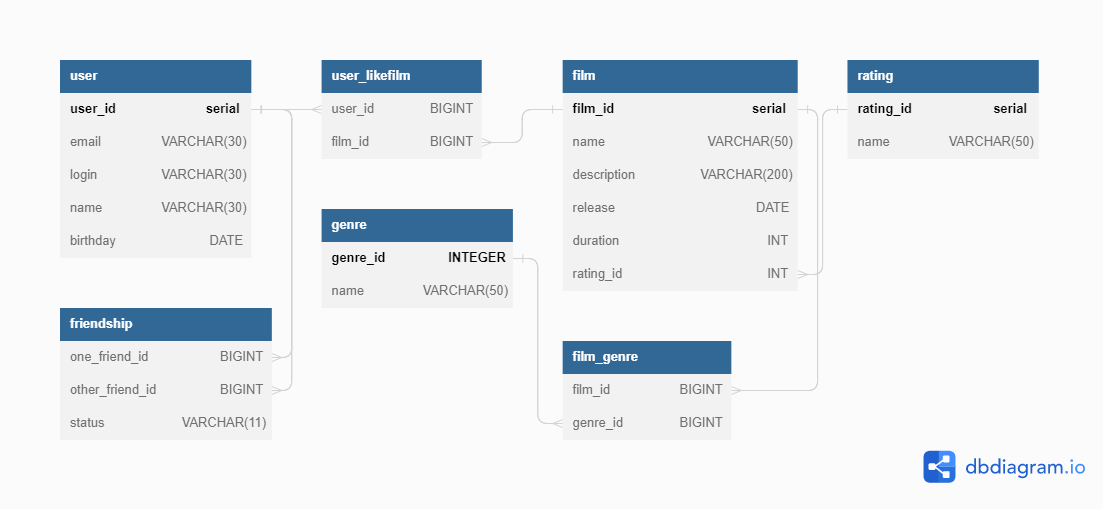 user
user_id serial
email VARCHAR(30)
login VARCHAR(30)
name VARCHAR(30)
birthday DATE
user_likefilm
user_id BIGINT
film_id BIGINT
film
film_id serial
name VARCHAR(50)
description VARCHAR(200)
release DATE
duration INT
rating_id INT
rating
rating_id serial
name VARCHAR(50)
genre
genre_id INTEGER
name VARCHAR(50)
friendship
one_friend_id BIGINT
other_friend_id BIGINT
status VARCHAR(11)
film_genre
film_id BIGINT
genre_id BIGINT
dbdiagram.io